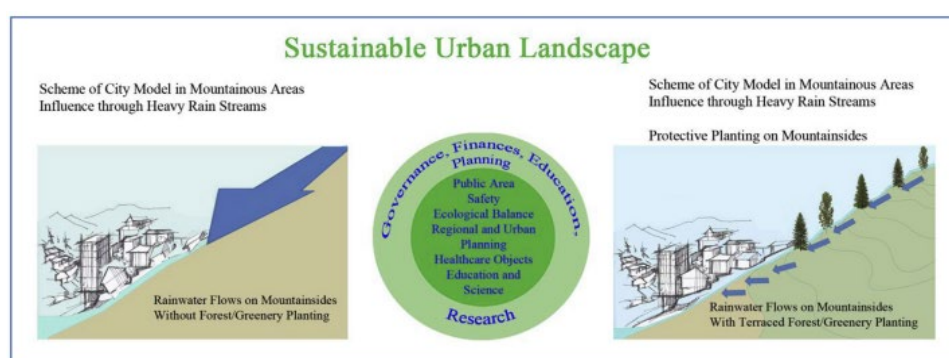 Sustainable Urban Landscape
Scheme of City Model in Mountainous Areas
Influence through Heavy Rain Streams
Rainwater Flows on Mountainsides
Without Forest/Greenery Planting
Governance, Finances, Education,
Planning
Public Area
Safety
Ecological Balance
Regional and Urban
Planning
Healthcare Objects
Education and
Science
Research
Scheme of City Model in Mountainous Areas
Influence through Heavy Rain Streams
Protective Planting on Mountainsides
Rainwater Flows on Mountainsides
With Terraced Forest/Greenery Planting